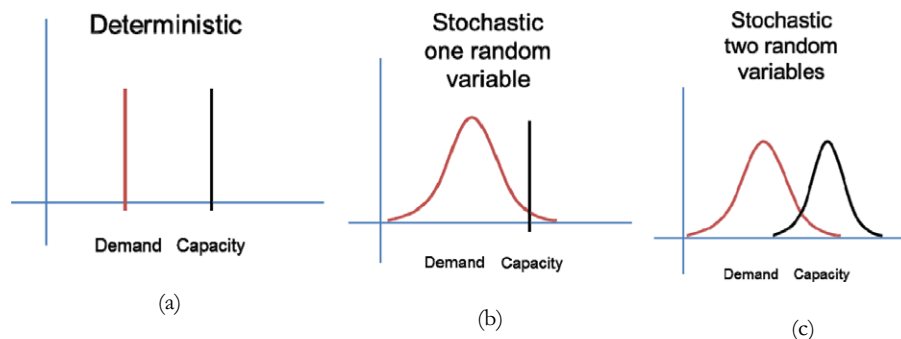 Deterministic
Demand Capacity
(a)
Stochastic
one random
variable
Demand Capacity
(b)
Stochastic
two random
variables
Demand Capacity
(c)